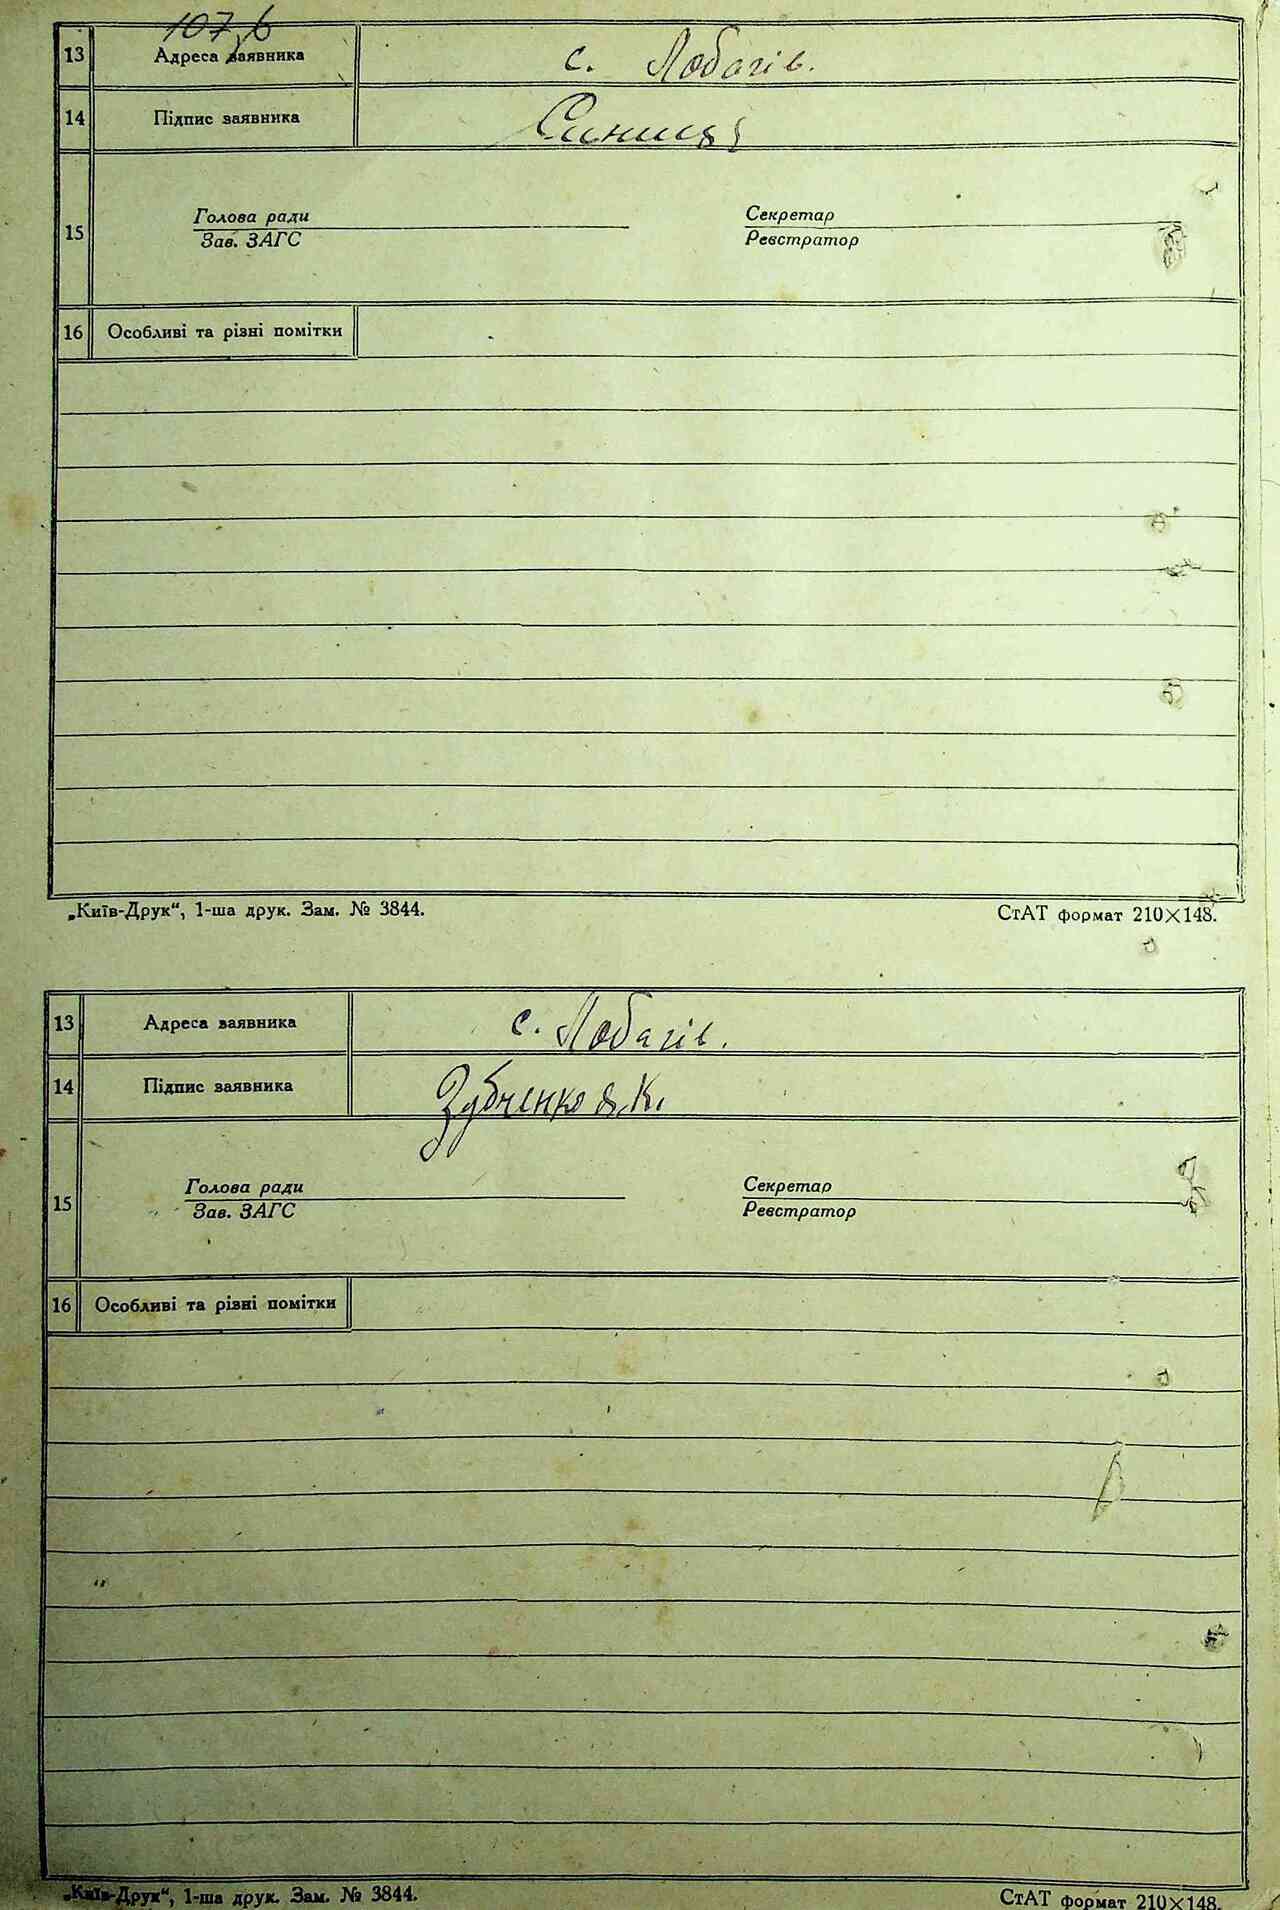 107
13 Адреса заявника с. Лобачів.
14 Підпис заявника
15 Голова ради Секретар
Зав. ЗАГС Реєстратор
16 Особливі та різні помітки
„Київ-Друк“, 1-ша друк. Зам. № 3844. СтАТ формат 210×148.
13 Адреса заявника с. Лобачів.
14 Підпис заявника Зубченко Я. К.
15 Голова ради Секретар
Зав. ЗАГС Реєстратор
16 Особливі та різні помітки
„Київ-Друк“, 1-ша друк. Зам. № 3844. СтАТ формат 210×148.